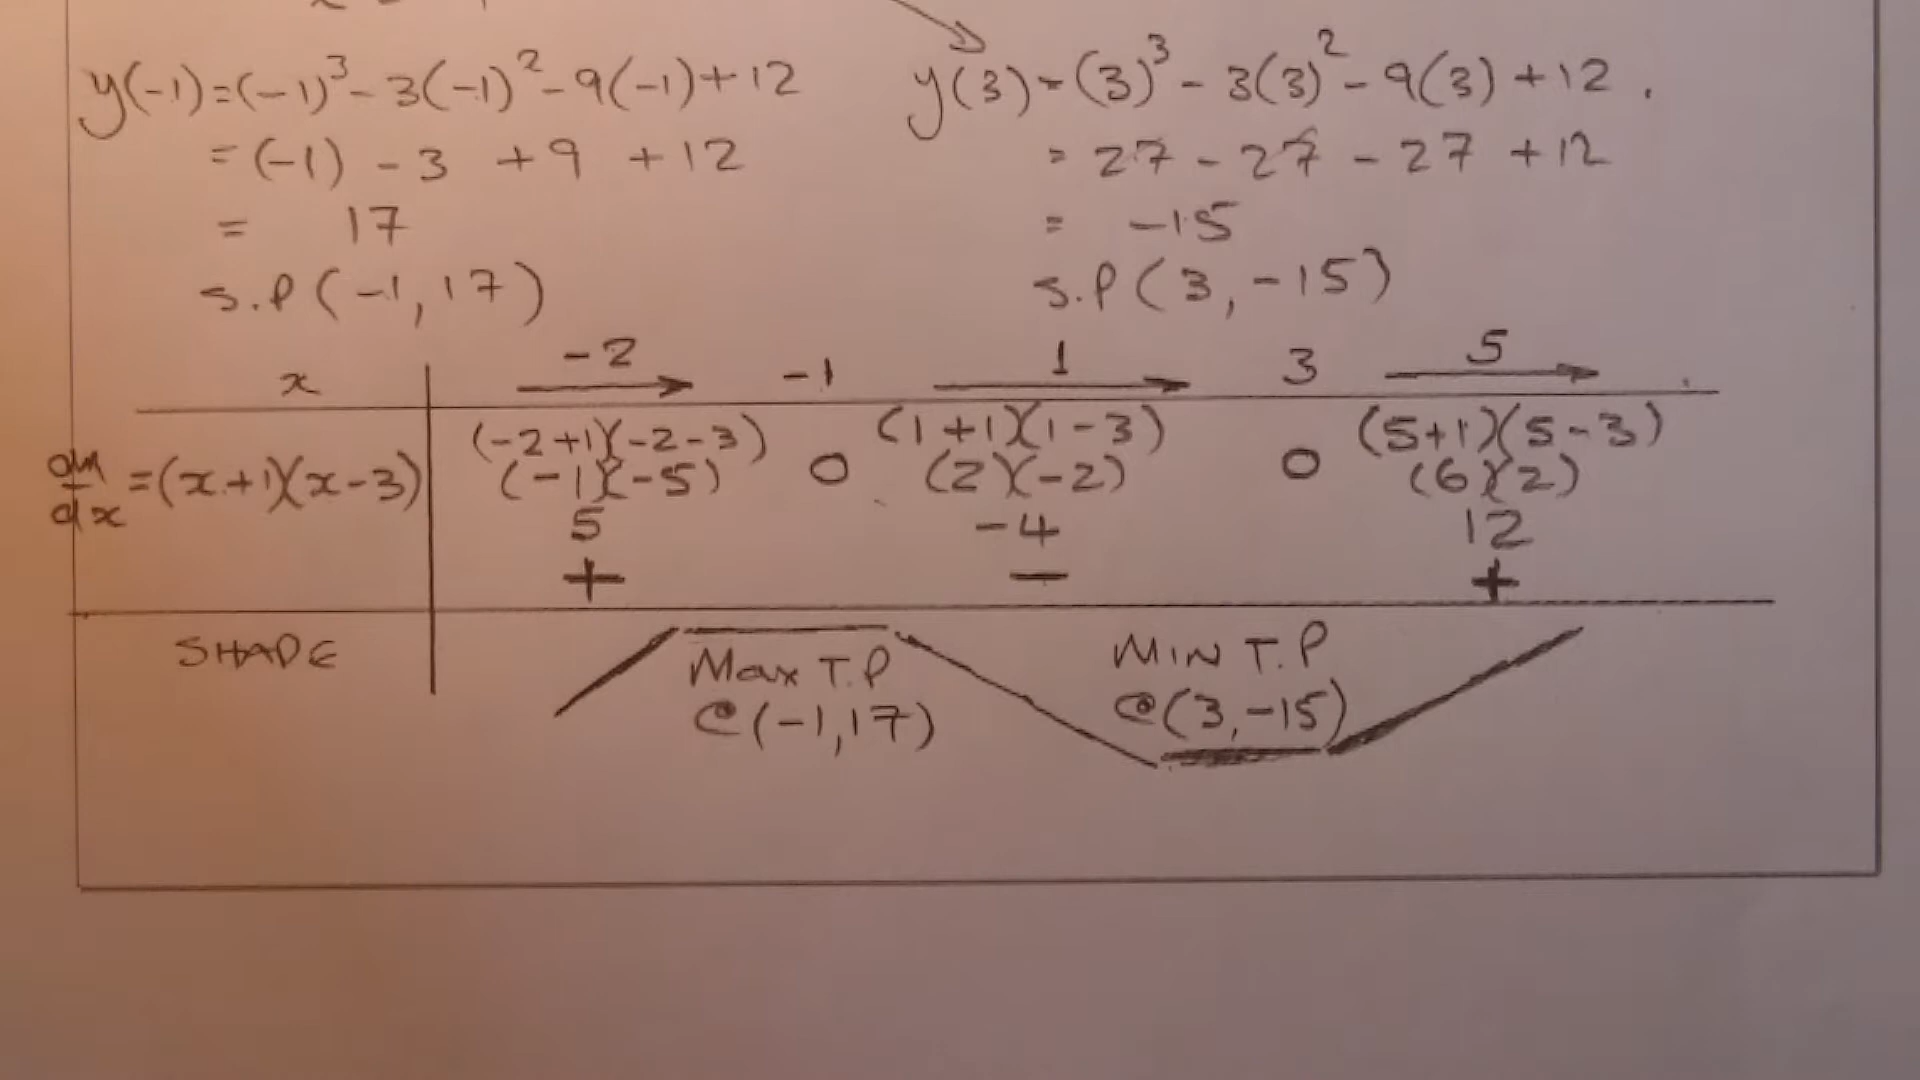 y(-1)=(-1)³-3(-1)²-9(-1)+12
=(-1) -3 +9 +12
= 17
S.P(-1,17)
y(3)=(3)³-3(3)²-9(3)+12.
= 27-27-27+12
= -15
S.P(3,-15)
x -2 -1 1 3 5
dy/dx =(x+1)(x-3) (-2+1)(-2-3) 0 (1+1)(1-3) 0 (5+1)(5-3)
(-1)(-5) (2)(-2) (6)(2)
5 -4 12
+ - +
SHAPE
Max T.P
@(-1,17)
MIN T.P
@(3,-15)